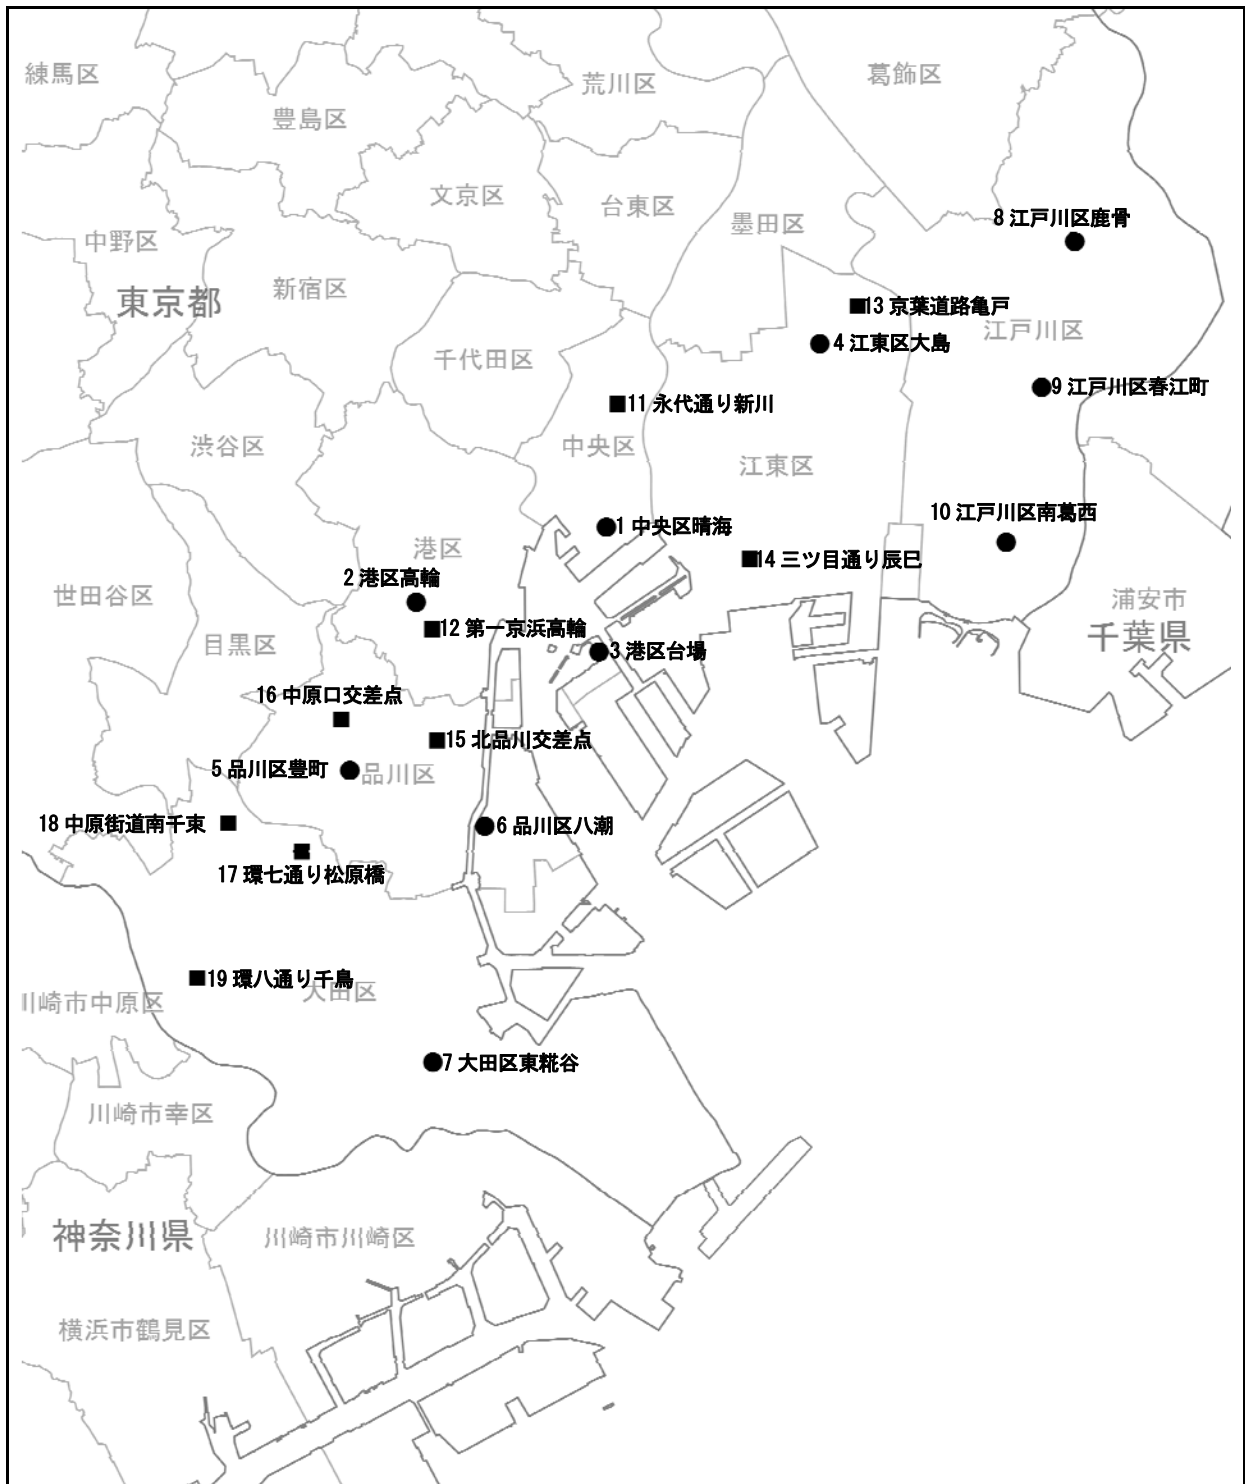 練馬区
荒川区
葛飾区
豊島区
文京区
台東区
墨田区
8 江戸川区鹿骨
中野区
新宿区
東京都
13 京葉道路亀戸
江戸川区
4 江東区大島
千代田区
9 江戸川区春江町
11 永代通り新川
渋谷区
中央区
江東区
10 江戸川区南葛西
1 中央区晴海
港区
14 三ツ目通り辰巳
2 港区高輪
世田谷区
浦安市
12 第一京浜高輪
千葉県
目黒区
3 港区台場
16 中原口交差点
15 北品川交差点
5 品川区豊町
品川区
18 中原街道南千束
6 品川区八潮
17 環七通り松原橋
19 環八通り千鳥
大田区
川崎市中原区
7 大田区東糀谷
川崎市幸区
神奈川県
川崎市川崎区
横浜市鶴見区